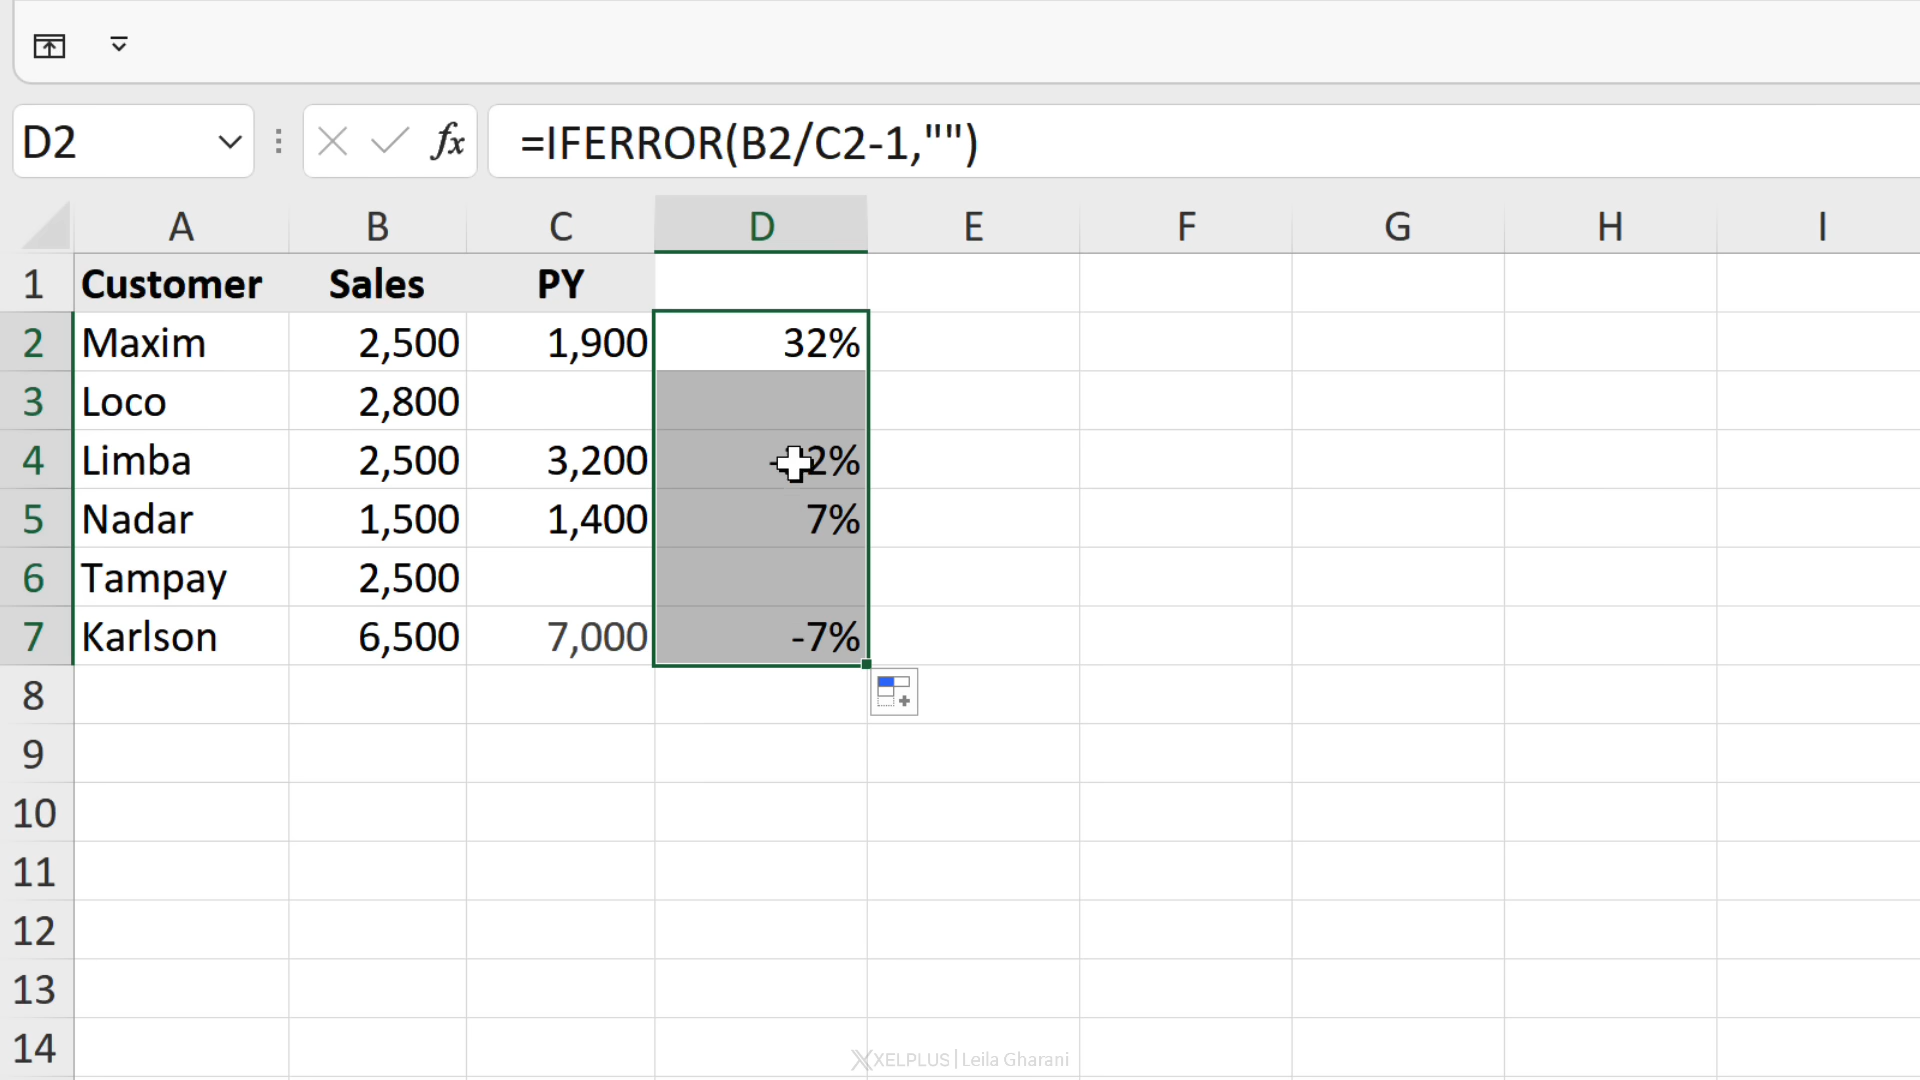 D2 fx =IFERROR(B2/C2-1,"")
A B C D E F G H I
1 Customer Sales PY
2 Maxim 2,500 1,900 32%
3 Loco 2,800
4 Limba 2,500 3,200
5 Nadar 1,500 1,400 7%
6 Tampay 2,500
7 Karlson 6,500 7,000 -7%
8
9
10
11
12
13
14
XELPLUS | Leila Gharani